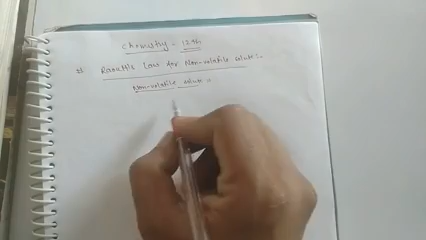 Chemistry - 12th
Raoult's Law for Non-volatile solute:-
Non-volatile solute =